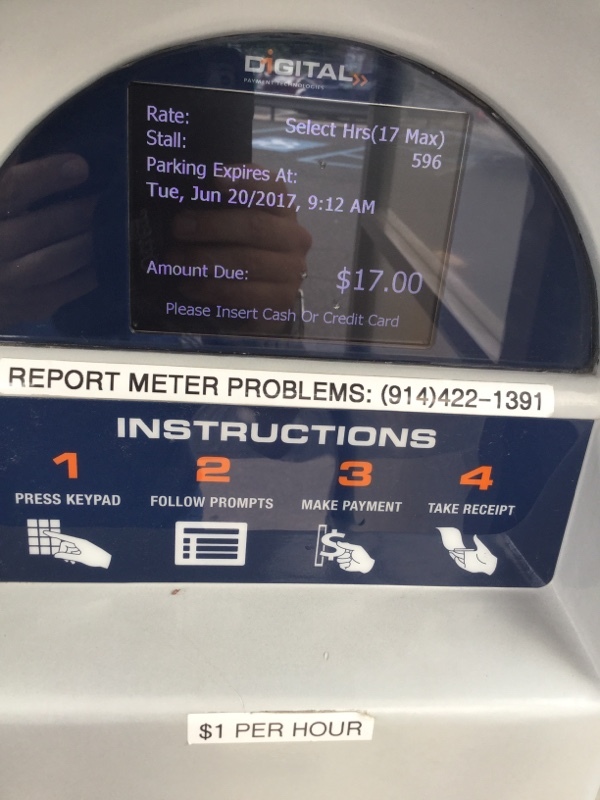 DIGITAL
PAYMENT TECHNOLOGIES
Rate: Select Hrs(17 Max)
Stall: 596
Parking Expires At:
Tue, Jun 20/2017, 9:12 AM
Amount Due: $17.00
Please Insert Cash Or Credit Card
REPORT METER PROBLEMS: (914)422-1391
INSTRUCTIONS
1 2 3 4
PRESS KEYPAD FOLLOW PROMPTS MAKE PAYMENT TAKE RECEIPT
$
$1 PER HOUR